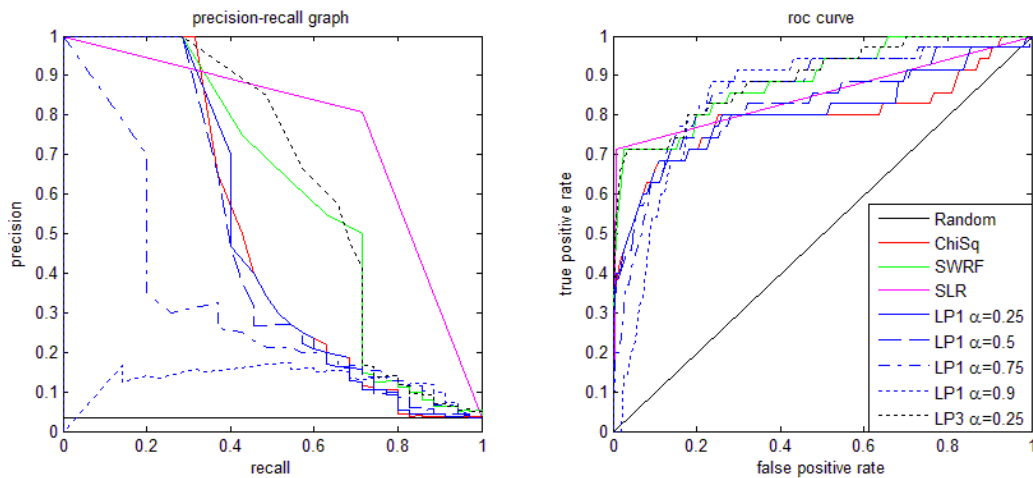 precision-recall graph
1
0.9
0.8
0.7
0.6
0.5
0.4
0.3
0.2
0.1
0
precision
0
0.2
0.4
0.6
0.8
1
recall
roc curve
1
0.9
0.8
0.7
0.6
0.5
0.4
0.3
0.2
0.1
0
true positive rate
0
0.2
0.4
0.6
0.8
1
false positive rate
Random
ChiSq
SWRF
SLR
LP1 α=0.25
LP1 α=0.5
LP1 α=0.75
LP1 α=0.9
LP3 α=0.25